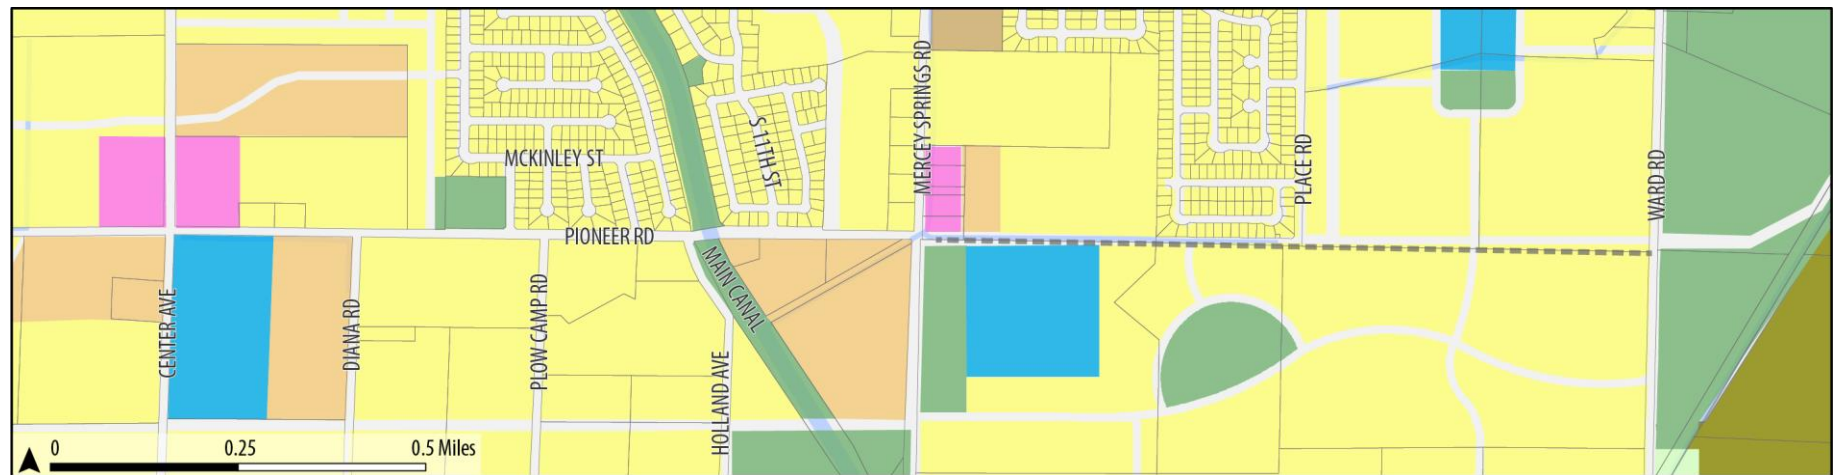 MERCEY SPRINGS RD
S 11TH ST
MCKINLEY ST
PLACE RD
WARD RD
PIONEER RD
MAIN CANAL
CENTER AVE
DIANA RD
PLOW CAMP RD
HOLLAND AVE
0 0.25 0.5 Miles